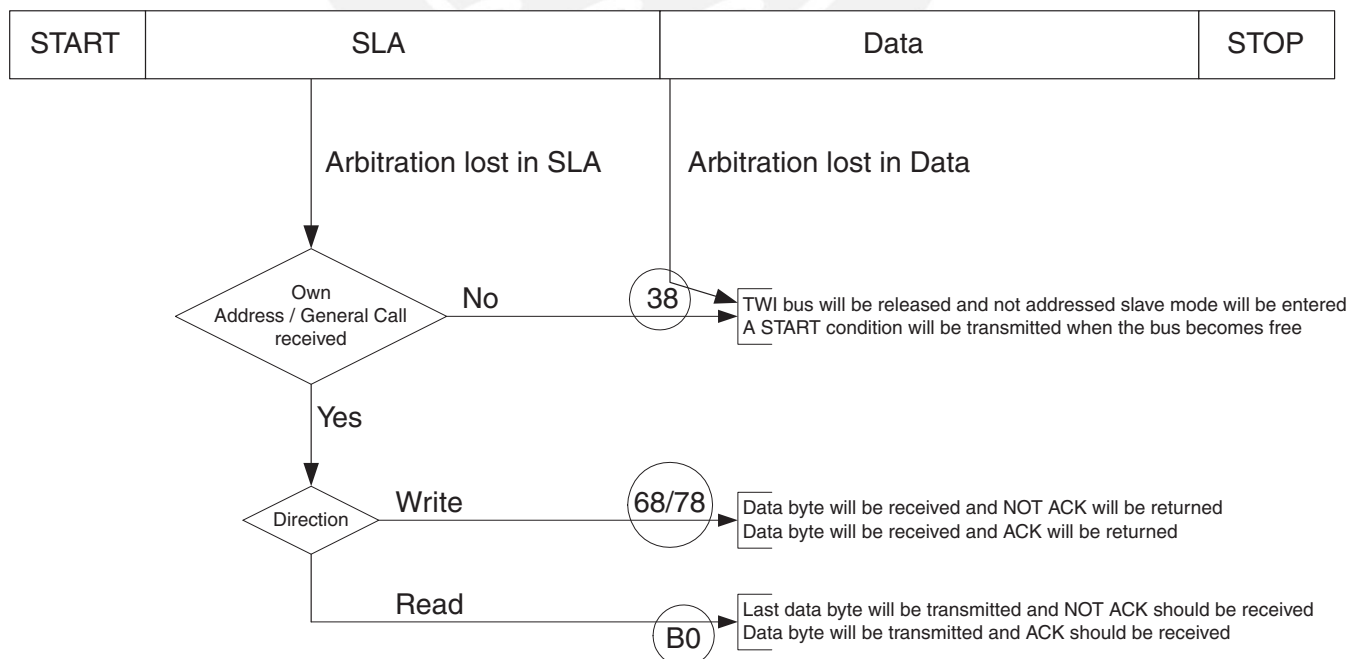 START SLA Data STOP
Arbitration lost in SLA Arbitration lost in Data
Own
Address / General Call
received
No
38
TWI bus will be released and not addressed slave mode will be entered
A START condition will be transmitted when the bus becomes free
Yes
Direction
Write
68/78
Data byte will be received and NOT ACK will be returned
Data byte will be received and ACK will be returned
Read
B0
Last data byte will be transmitted and NOT ACK should be received
Data byte will be transmitted and ACK should be received